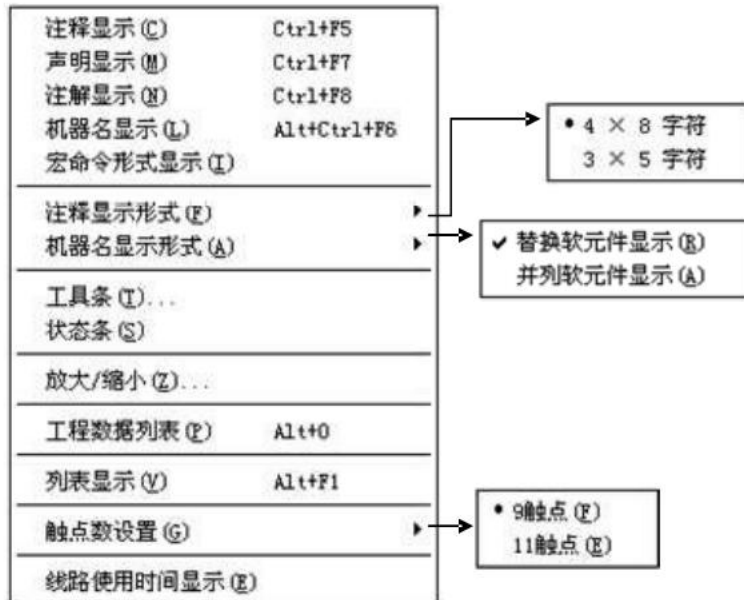 注释显示(C) Ctrl+F5
声明显示(M) Ctrl+F7
注解显示(N) Ctrl+F8
机器名显示(L) Alt+Ctrl+F6
宏命令形式显示(I)
注释显示形式(F)
• 4 × 8 字符
3 × 5 字符
机器名显示形式(A)
✓ 替换软元件显示(R)
并列软元件显示(A)
工具条(T)...
状态条(S)
放大/缩小(Z)...
工程数据列表(P) Alt+O
列表显示(V) Alt+F1
触点数设置(G)
• 9触点(F)
11触点(E)
线路使用时间显示(E)